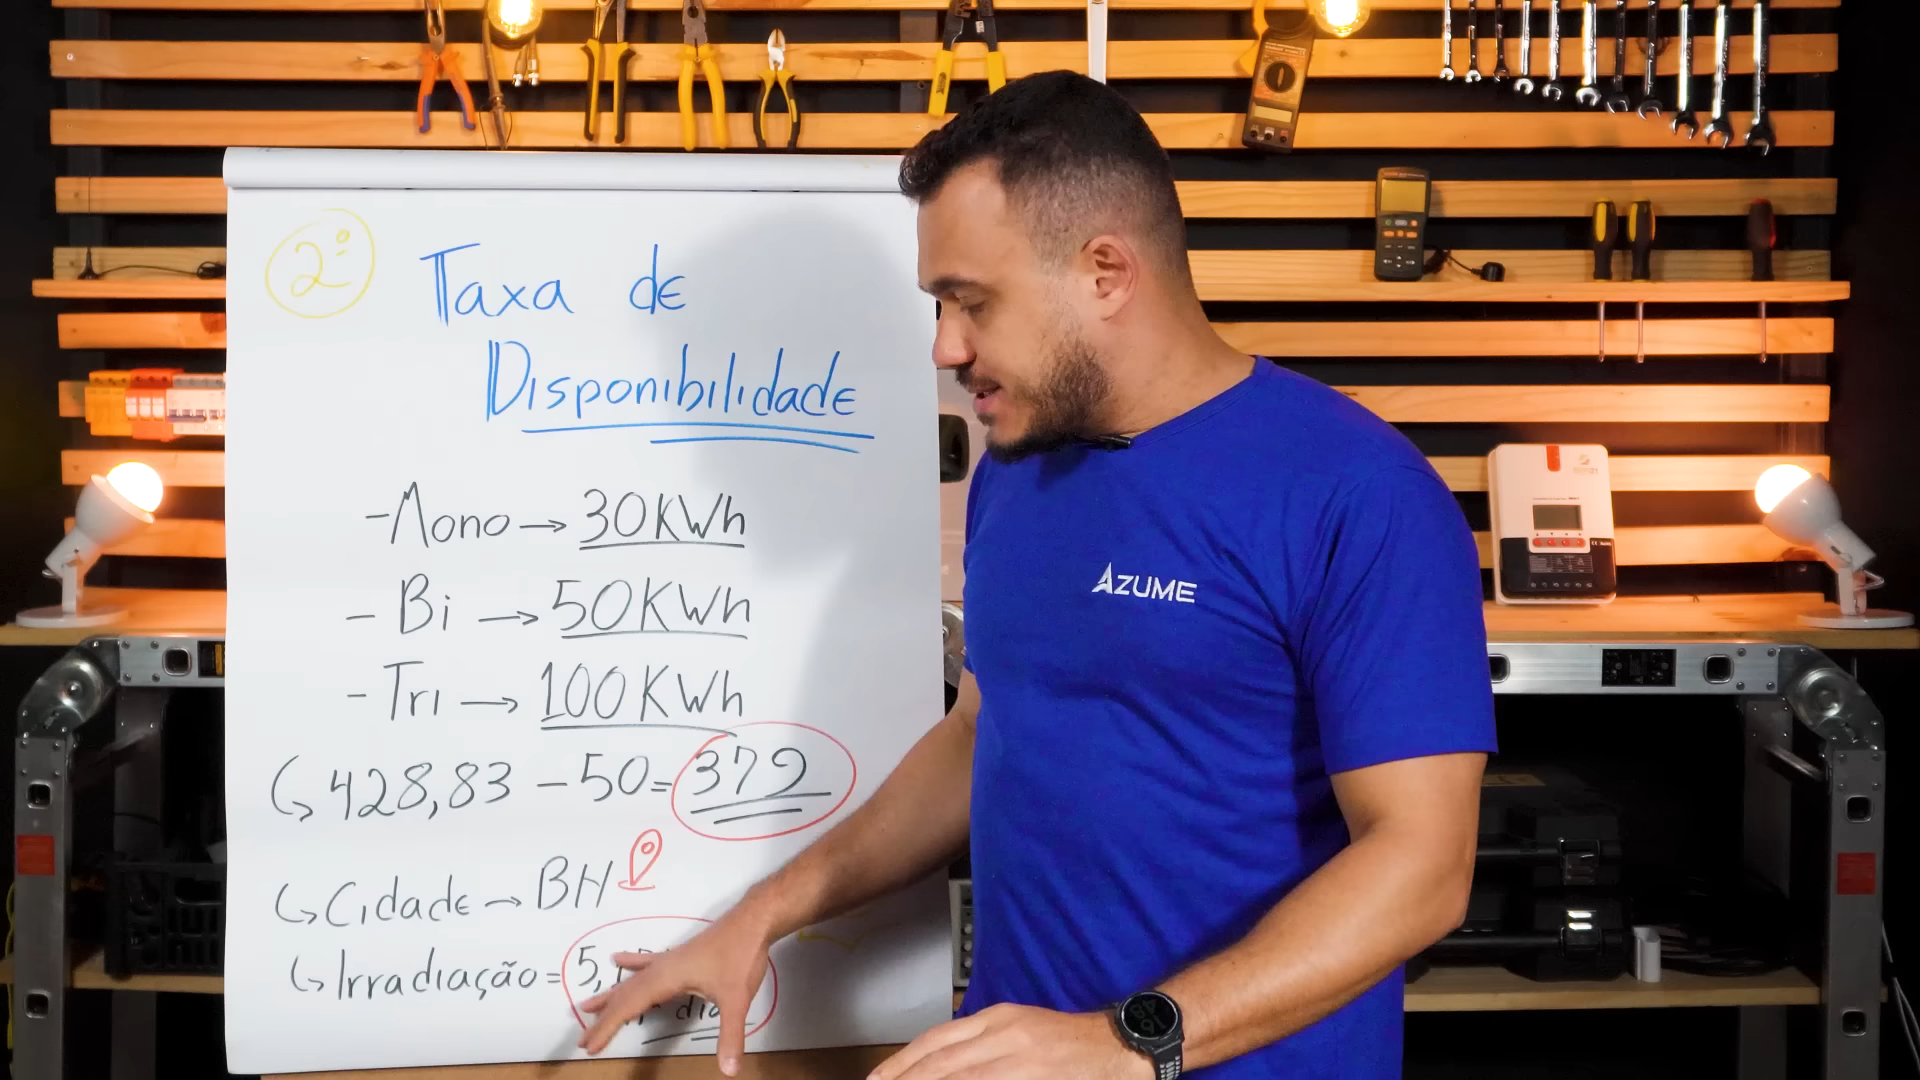 2º
Taxa de
Disponibilidade
- Mono → 30KWh
- Bi → 50KWh
- Tri → 100KWh
↳ 428,83 - 50 = 379
↳ Cidade → BH
↳ Irradiação = 5,
dia
AZUME